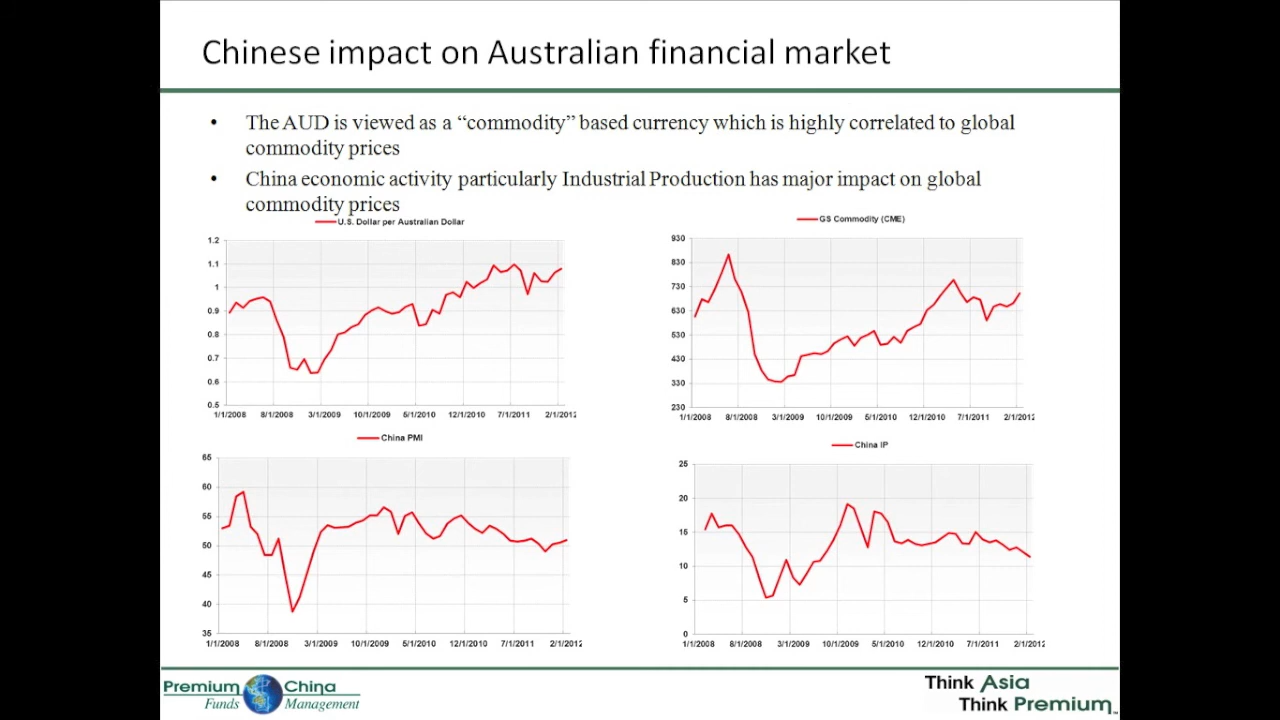 Chinese impact on Australian financial market
• The AUD is viewed as a “commodity” based currency which is highly correlated to global
commodity prices
• China economic activity particularly Industrial Production has major impact on global
commodity prices
U.S. Dollar per Australian Dollar
1.2
1.1
1
0.9
0.8
0.7
0.6
0.5
1/1/2008 8/1/2008 3/1/2009 10/1/2009 5/1/2010 12/1/2010 7/1/2011 2/1/2012
GS Commodity (CME)
930
830
730
630
530
430
330
230
1/1/2008 8/1/2008 3/1/2009 10/1/2009 5/1/2010 12/1/2010 7/1/2011 2/1/2012
China PMI
65
60
55
50
45
40
35
1/1/2008 8/1/2008 3/1/2009 10/1/2009 5/1/2010 12/1/2010 7/1/2011 2/1/2012
China IP
25
20
15
10
5
0
1/1/2008 8/1/2008 3/1/2009 10/1/2009 5/1/2010 12/1/2010 7/1/2011 2/1/2012
Premium China
Funds Management
Think Asia
Think Premium™